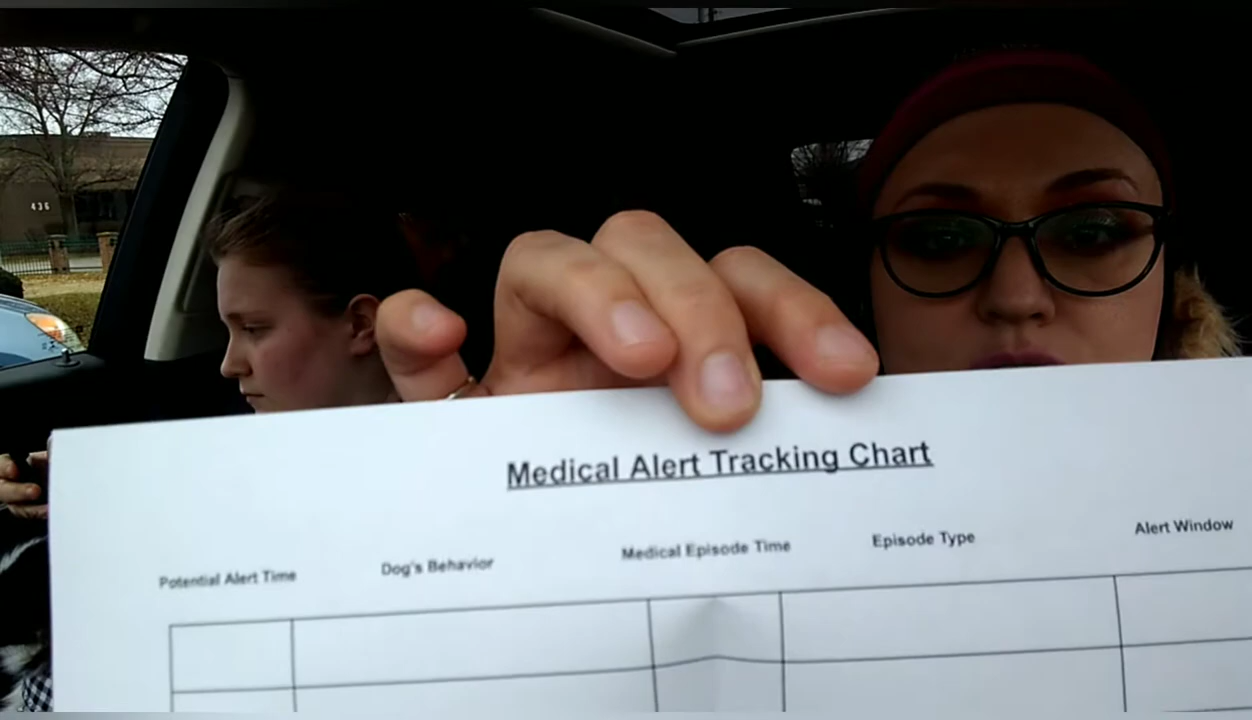 436
Medical Alert Tracking Chart
Potential Alert Time
Dog's Behavior
Medical Episode Time
Episode Type
Alert Window